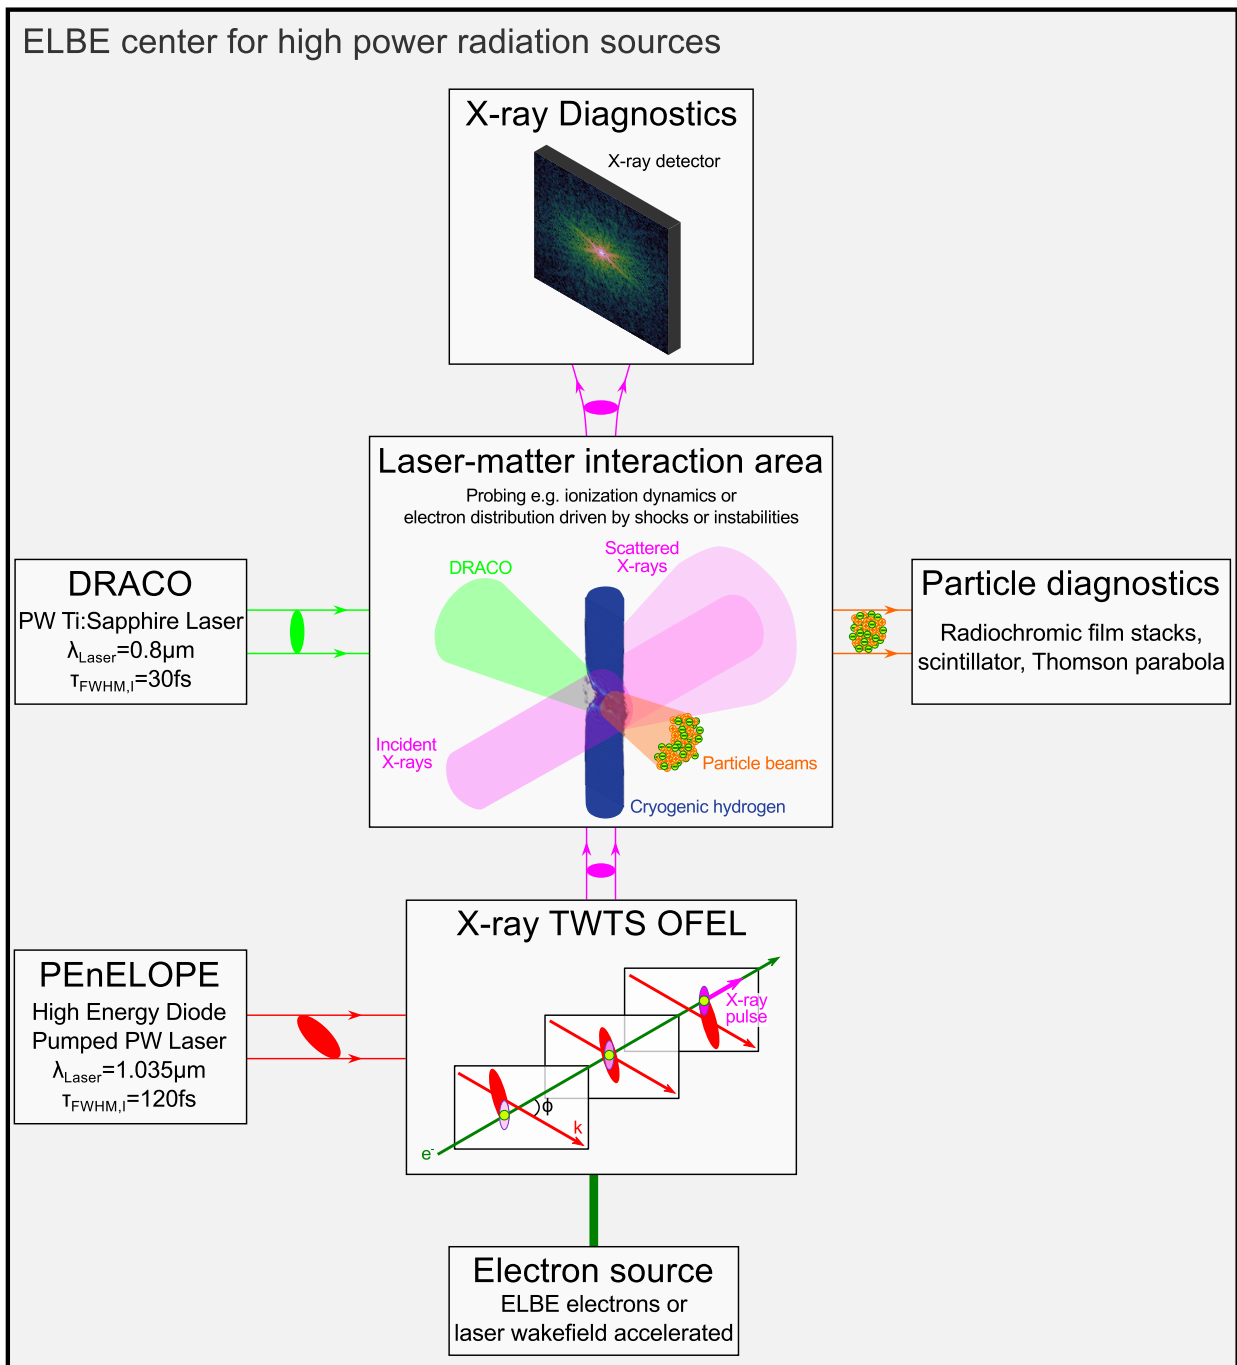 ELBE center for high power radiation sources
X-ray Diagnostics
X-ray detector
Laser-matter interaction area
Probing e.g. ionization dynamics or
electron distribution driven by shocks or instabilities
DRACO
Scattered
X-rays
Incident
X-rays
Particle beams
Cryogenic hydrogen
DRACO
PW Ti:Sapphire Laser
λLaser=0.8µm
τFWHM,I=30fs
Particle diagnostics
Radiochromic film stacks,
scintillator, Thomson parabola
X-ray TWTS OFEL
X-ray
pulse
ϕ
k
e-
PEnELOPE
High Energy Diode
Pumped PW Laser
λLaser=1.035µm
τFWHM,I=120fs
Electron source
ELBE electrons or
laser wakefield accelerated